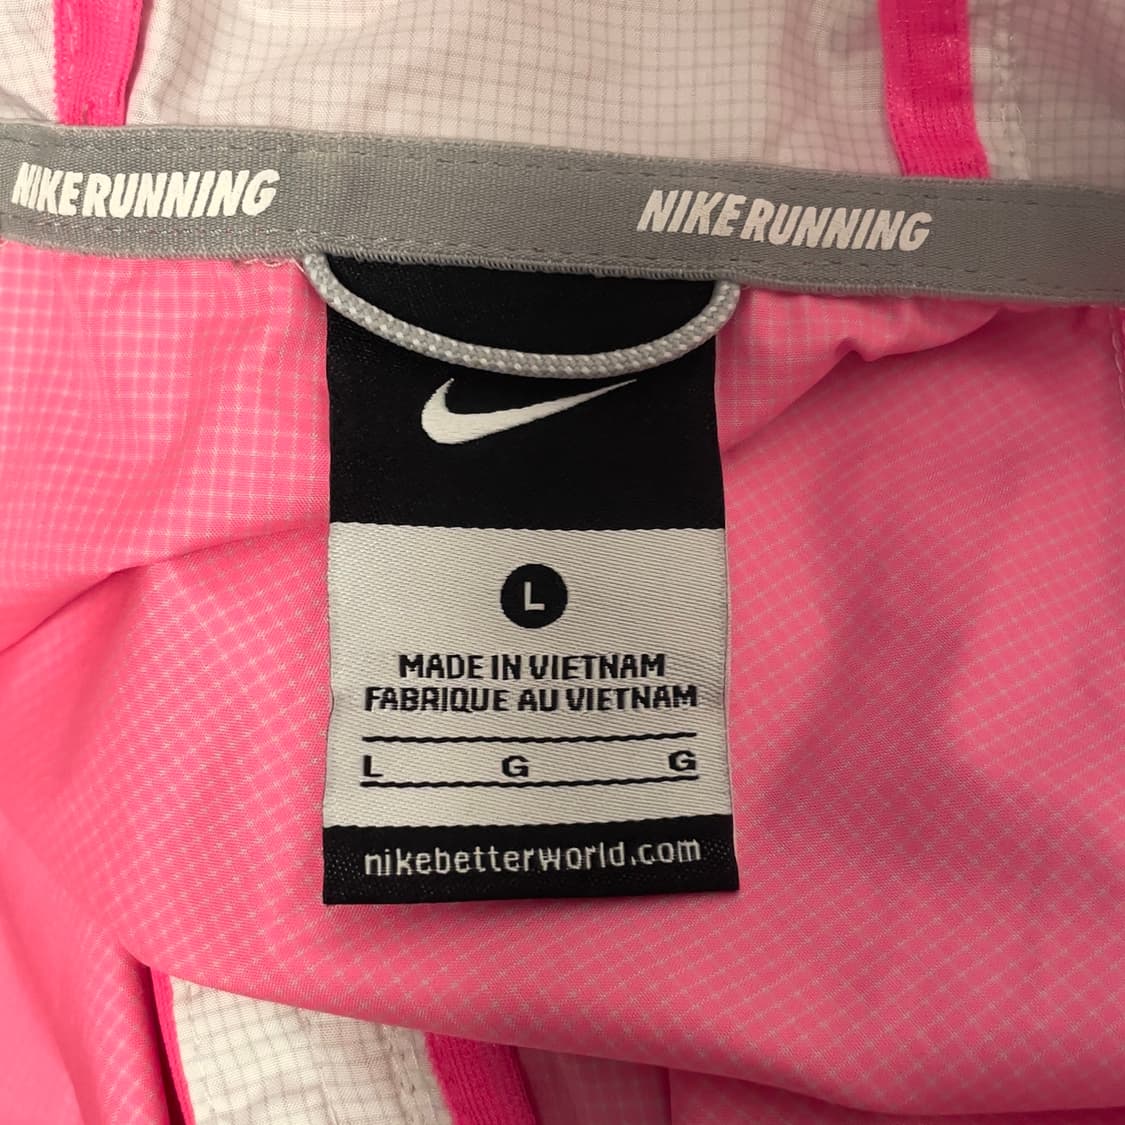 NIKE RUNNING
NIKE RUNNING
L
MADE IN VIETNAM
FABRIQUE AU VIETNAM
L G G
nikebetterworld.com